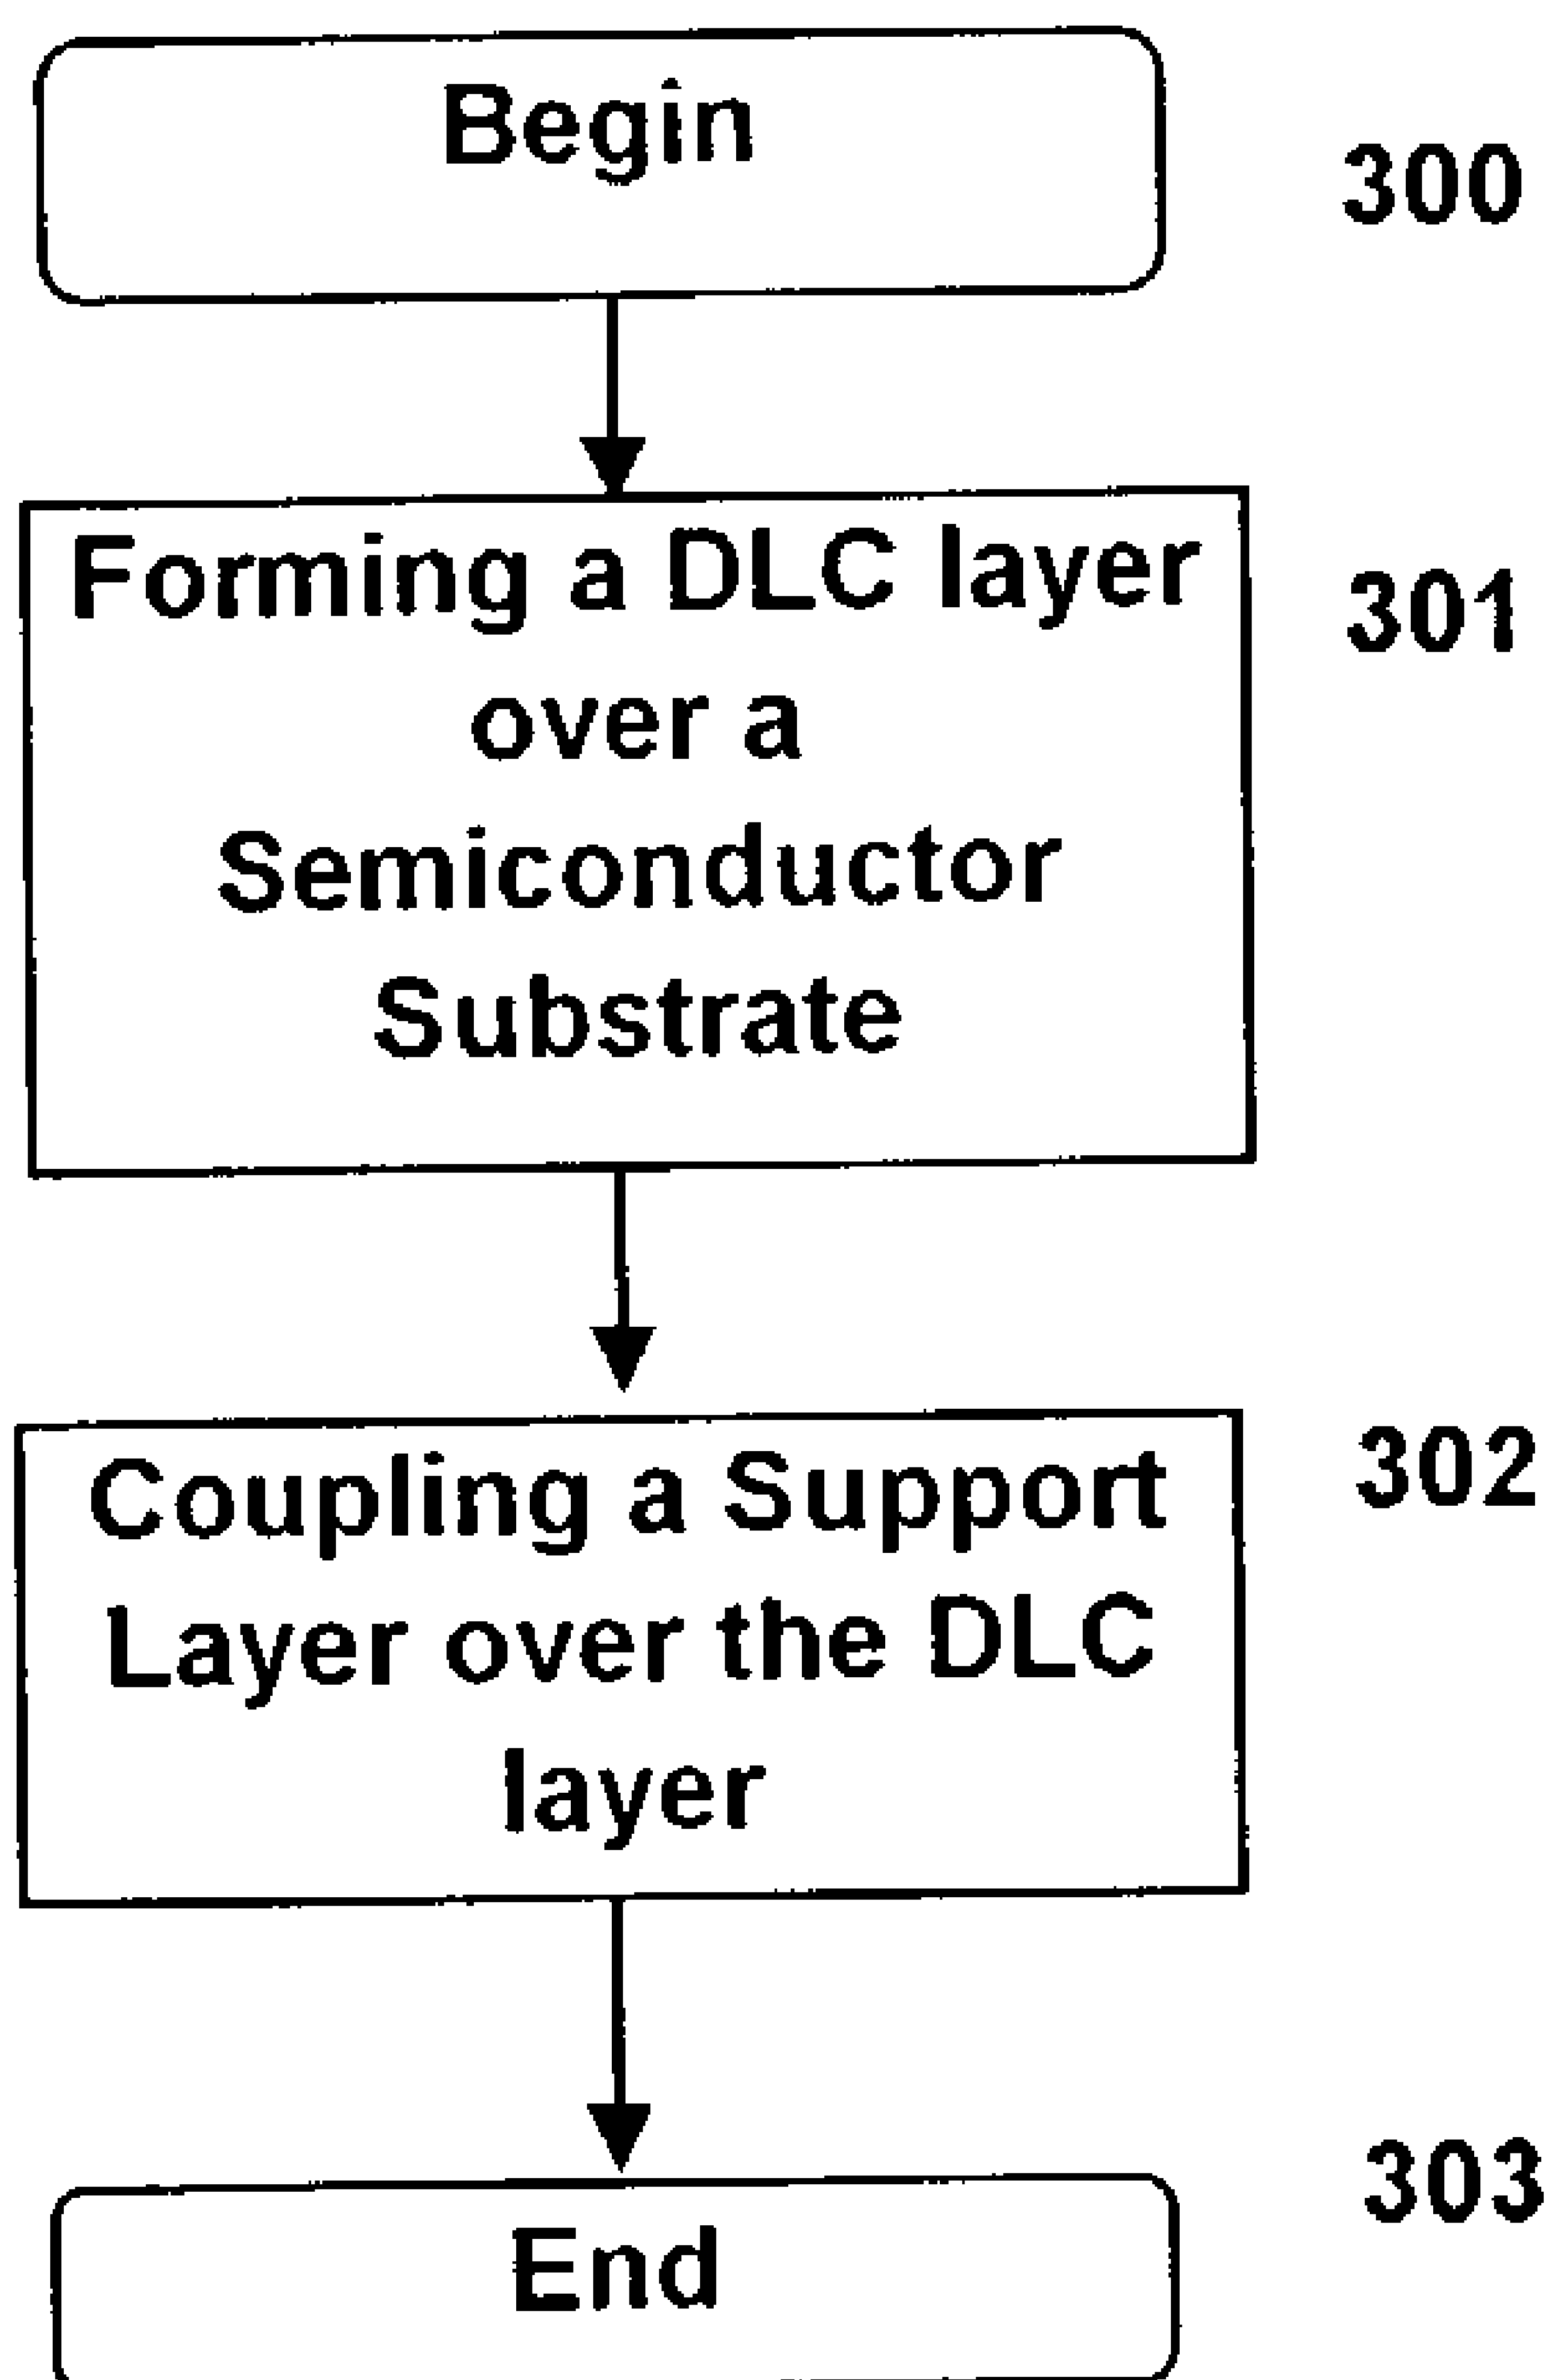 Begin
300
Forming a DLC layer
over a
Semiconductor
Substrate
301
Coupling a Support
Layer over the DLC
layer
302
End
303